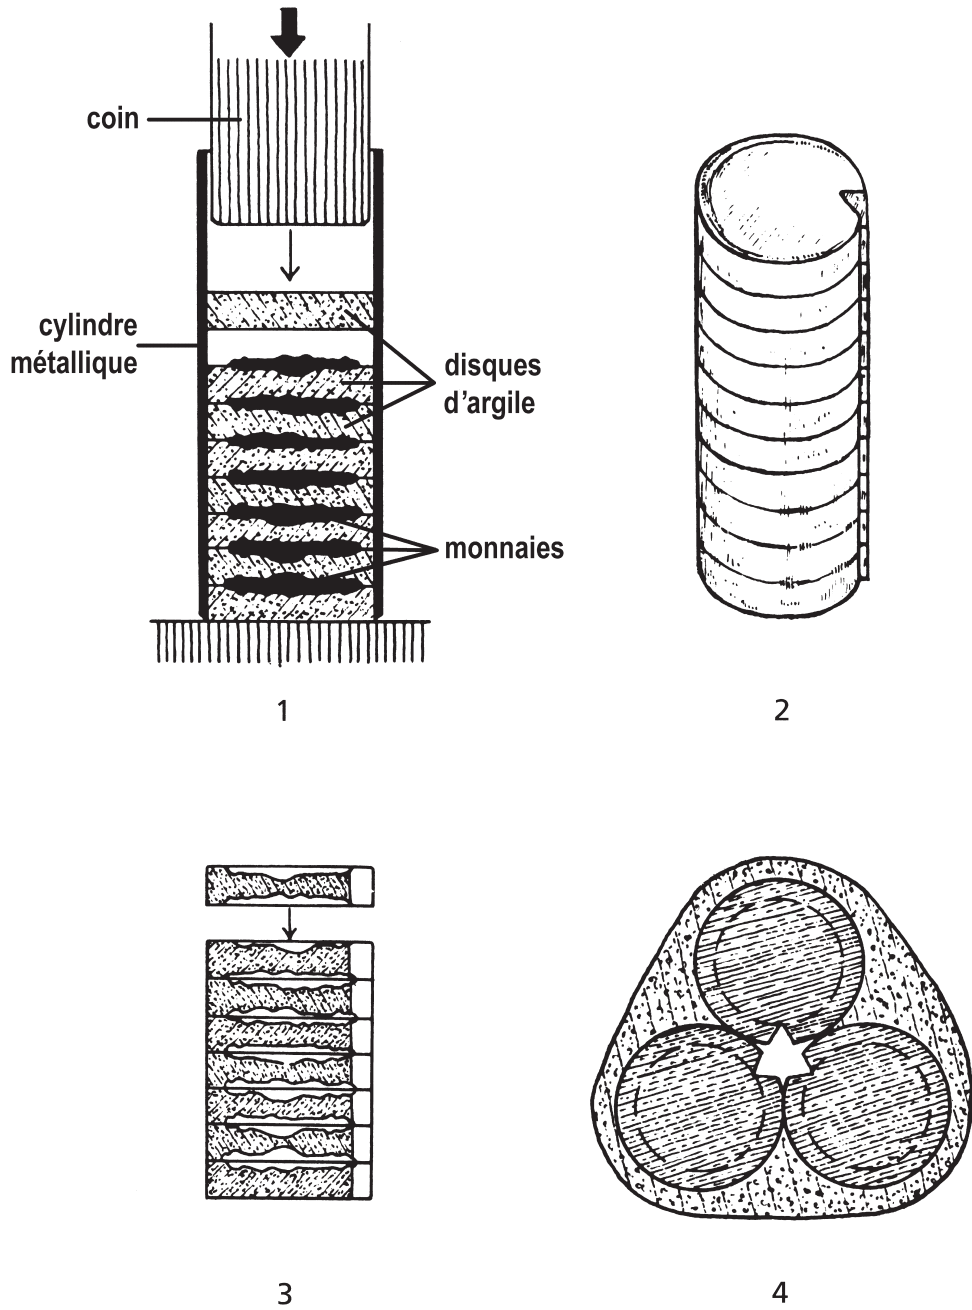 coin
cylindre
métallique
disques
d’argile
monnaies
1
2
3
4